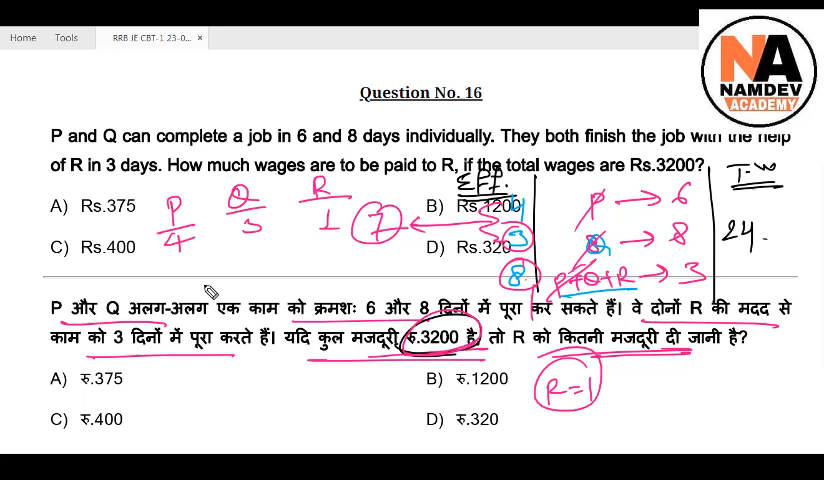 Home Tools RRB JE CBT-1 23-0... ×
NA
NAMDEV
ACADEMY
Question No. 16
P and Q can complete a job in 6 and 8 days individually. They both finish the job with the help
of R in 3 days. How much wages are to be paid to R, if the total wages are Rs.3200?
A) Rs.375
B) Rs.1200
C) Rs.400
D) Rs.320
P Q R
4 3 1 7
Eff.
4
3
8
P → 6
Q → 8
P+Q+R → 3
T-W
24.
P और Q अलग-अलग एक काम को क्रमशः 6 और 8 दिनों में पूरा कर सकते हैं। वे दोनों R की मदद से
काम को 3 दिनों में पूरा करते हैं। यदि कुल मजदूरी रु.3200 है, तो R को कितनी मजदूरी दी जानी है?
A) रु.375
B) रु.1200
C) रु.400
D) रु.320
R=1